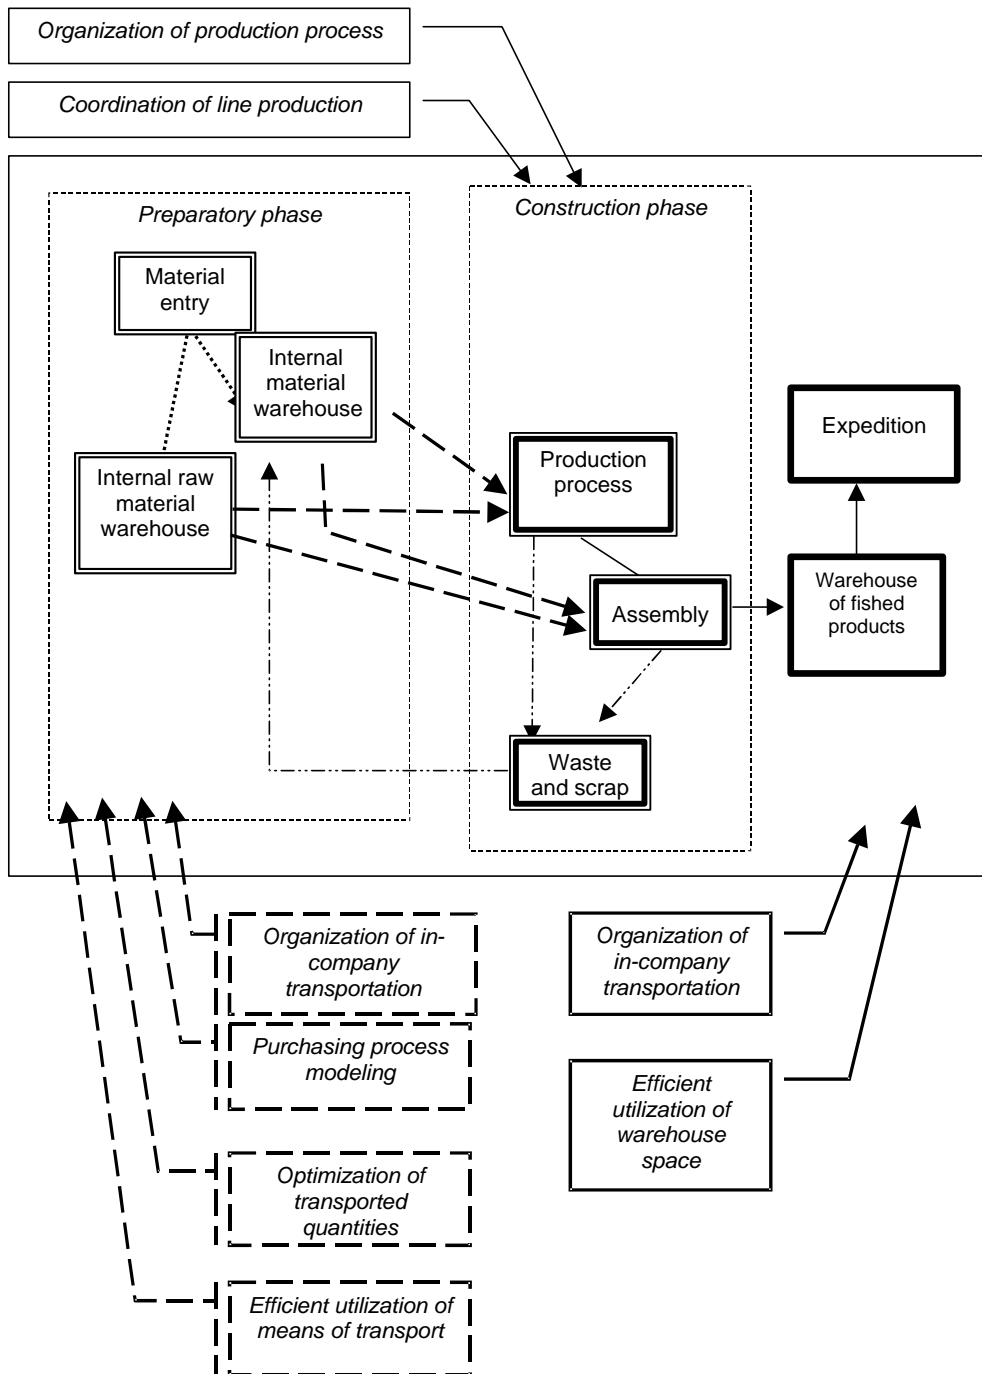 Organization of production process
Coordination of line production
Preparatory phase
Construction phase
Material
entry
Internal
material
warehouse
Internal raw
material
warehouse
Production
process
Expedition
Assembly
Warehouse
of fished
products
Waste
and scrap
Organization of in-
company
transportation
Organization of
in-company
transportation
Purchasing process
modeling
Efficient
utilization of
warehouse
space
Optimization of
transported
quantities
Efficient utilization of
means of transport